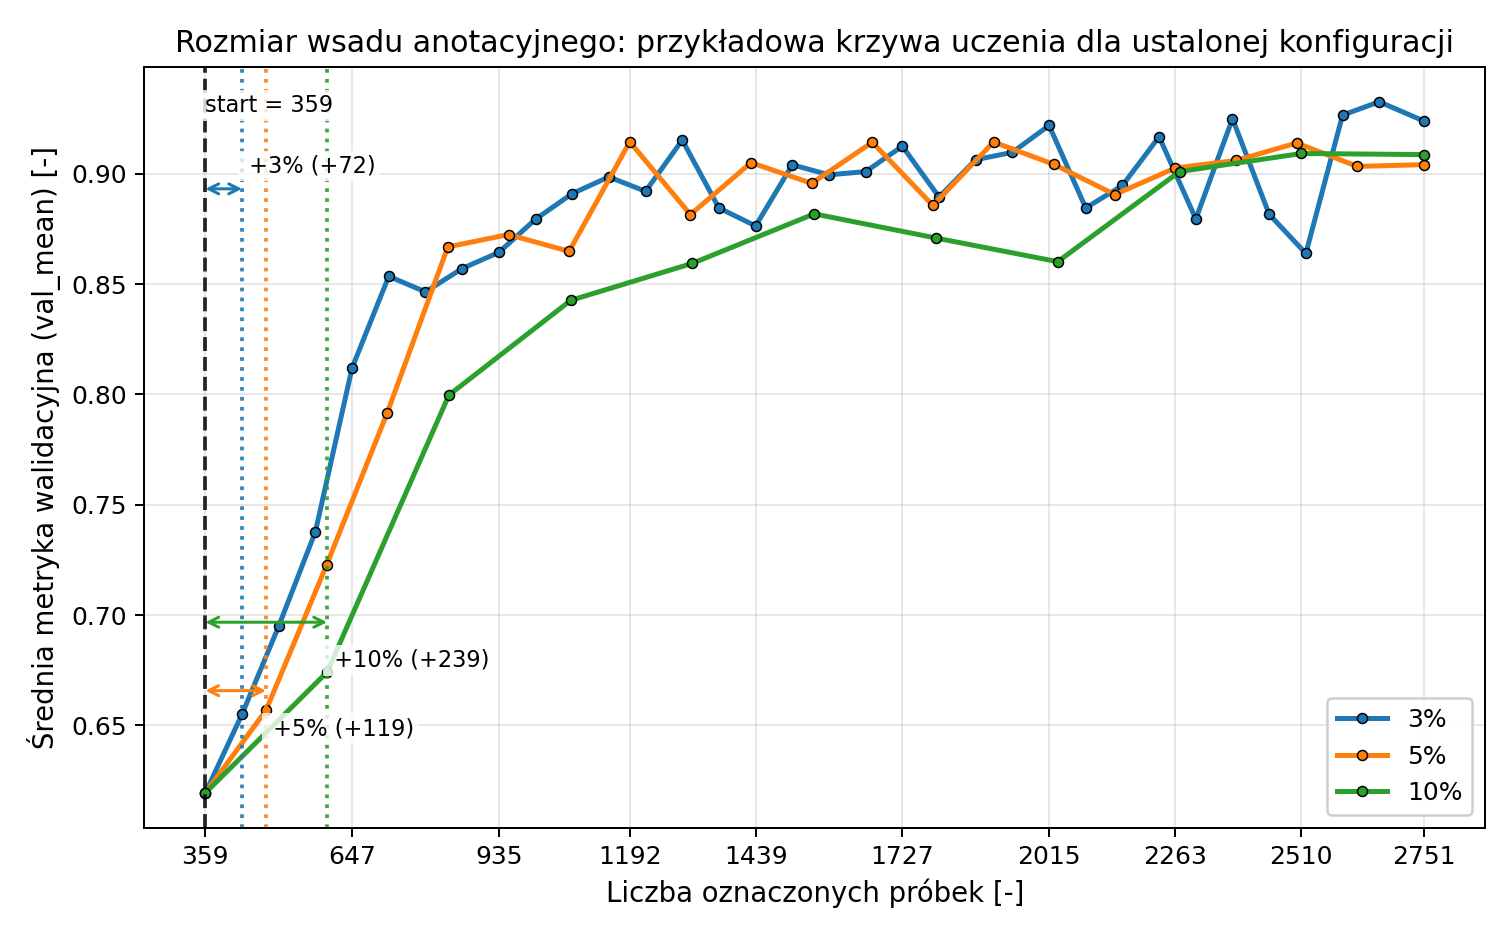 Rozmiar wsadu anotacyjnego: przykładowa krzywa uczenia dla ustalonej konfiguracji
Średnia metryka walidacyjna (val_mean) [-]
0.90
0.85
0.80
0.75
0.70
0.65
start = 359
+3% (+72)
+10% (+239)
+5% (+119)
3%
5%
10%
359 647 935 1192 1439 1727 2015 2263 2510 2751
Liczba oznaczonych próbek [-]